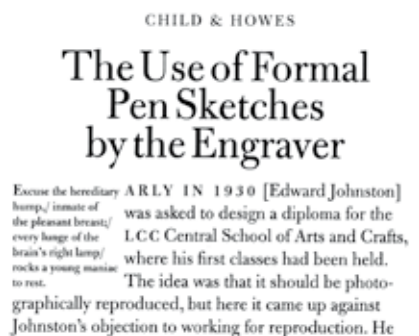 CHILD & HOWES
The Use of Formal
Pen Sketches
by the Engraver
Excuse the hereditary
hump,/ inmate of
the pleasant breast;/
every hange of the
brain's right lamp/
rocks a young maniac
to rest.
ARLY IN 1930 [Edward Johnston]
was asked to design a diploma for the
LCC Central School of Arts and Crafts,
where his first classes had been held.
The idea was that it should be photo-
graphically reproduced, but here it came up against
Johnston's objection to working for reproduction. He